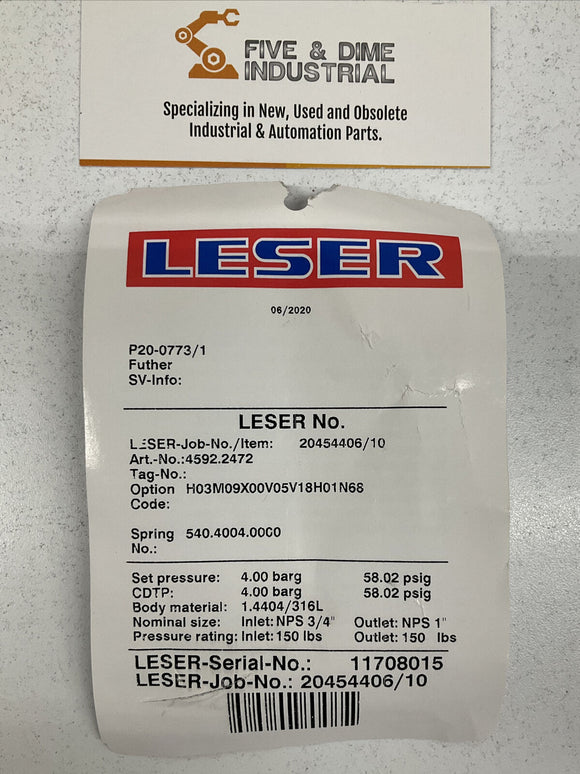 FIVE & DIME
INDUSTRIAL
Specializing in New, Used and Obsolete
Industrial & Automation Parts.
LESER
06/2020
P20-0773/1
Futher
SV-Info:
LESER No.
LESER-Job-No./Item: 20454406/10
Art.-No.:4592.2472
Tag-No.:
Option H03M09X00V05V18H01N68
Code:
Spring 540.4004.0000
No.:
Set pressure: 4.00 barg 58.02 psig
CDTP: 4.00 barg 58.02 psig
Body material: 1.4404/316L
Nominal size: Inlet: NPS 3/4" Outlet: NPS 1"
Pressure rating: Inlet: 150 lbs Outlet: 150 lbs
LESER-Serial-No.: 11708015
LESER-Job-No.: 20454406/10